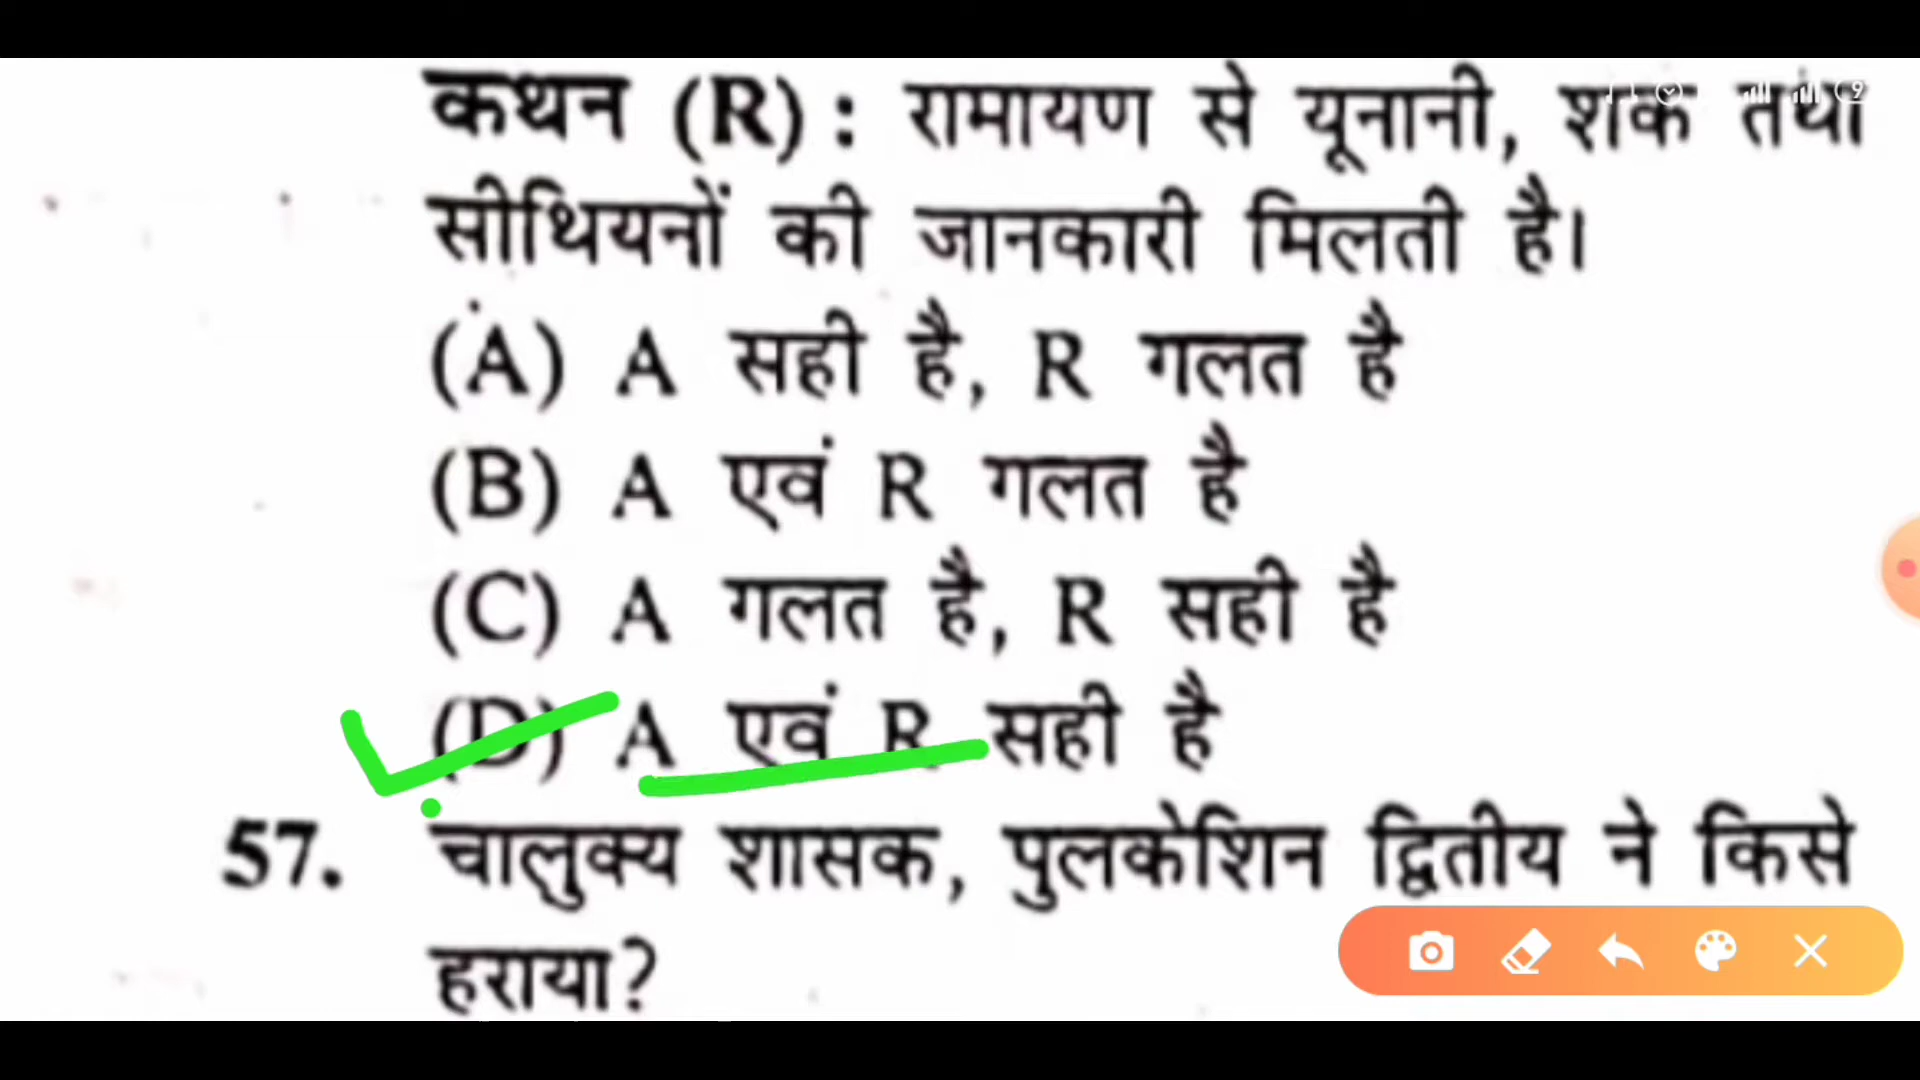 कथन (R) : रामायण से यूनानी, शक तथा
सीथियनों की जानकारी मिलती है।
(A) A सही है, R गलत है
(B) A एवं R गलत है
(C) A गलत है, R सही है
(D) A एवं R सही है
57. चालुक्य शासक, पुलकेशिन द्वितीय ने किसे
हराया?